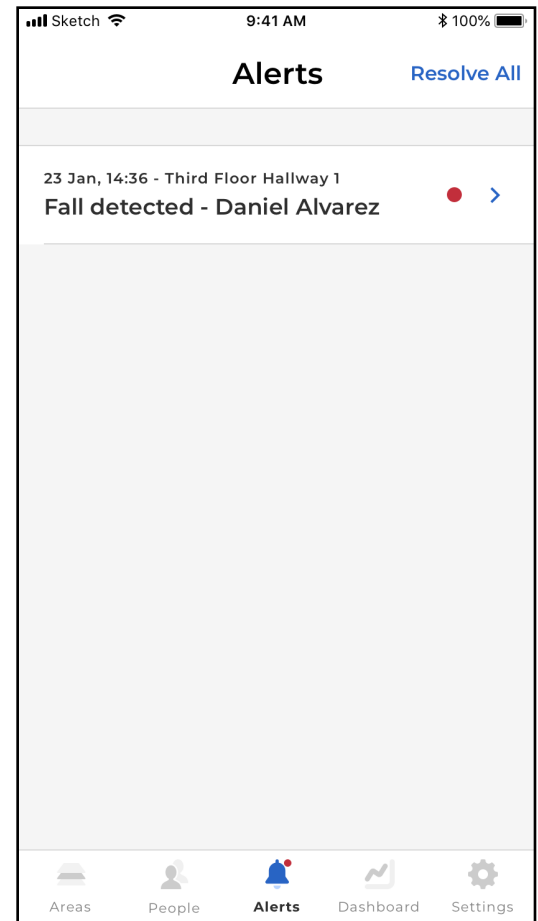 Sketch 9:41 AM 100%
Alerts Resolve All
23 Jan, 14:36 - Third Floor Hallway 1
Fall detected - Daniel Alvarez
Areas People Alerts Dashboard Settings